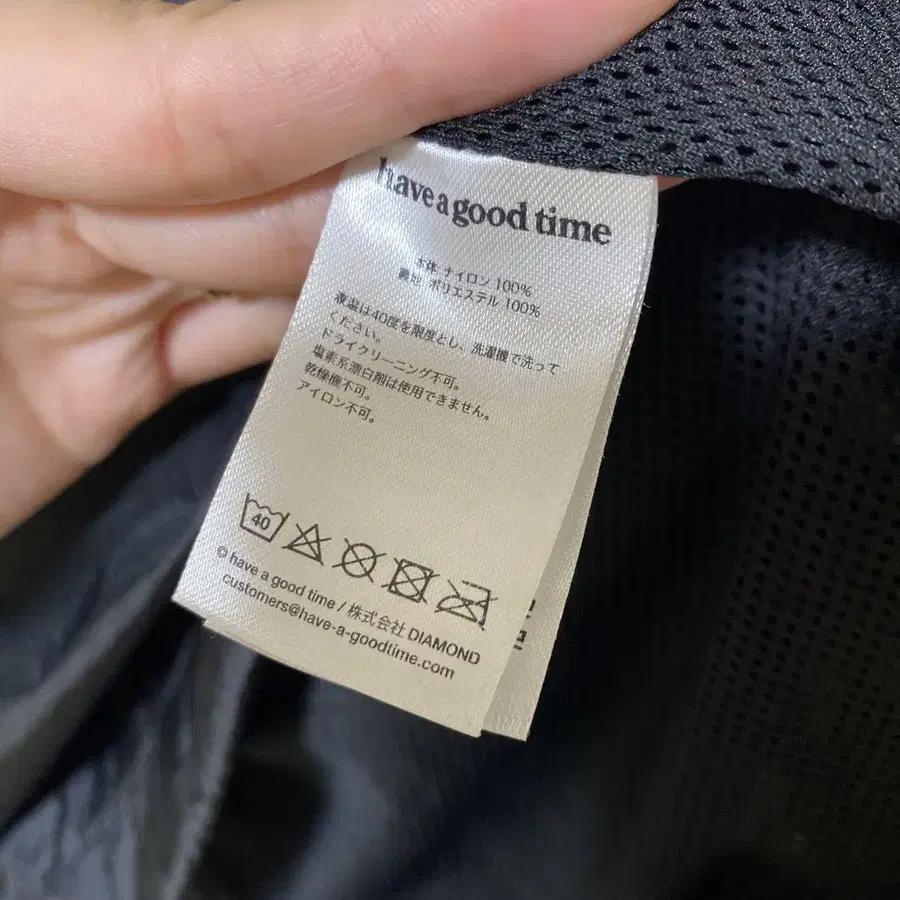 have a good time
本体 ナイロン 100%
裏地 ポリエステル 100%
液温は40度を限度とし、洗濯機で洗って
ください。
ドライクリーニング不可。
塩素系漂白剤は使用できません。
乾燥機不可。
アイロン不可。
40
© have a good time / 株式会社 DIAMOND
customers@have-a-goodtime.com